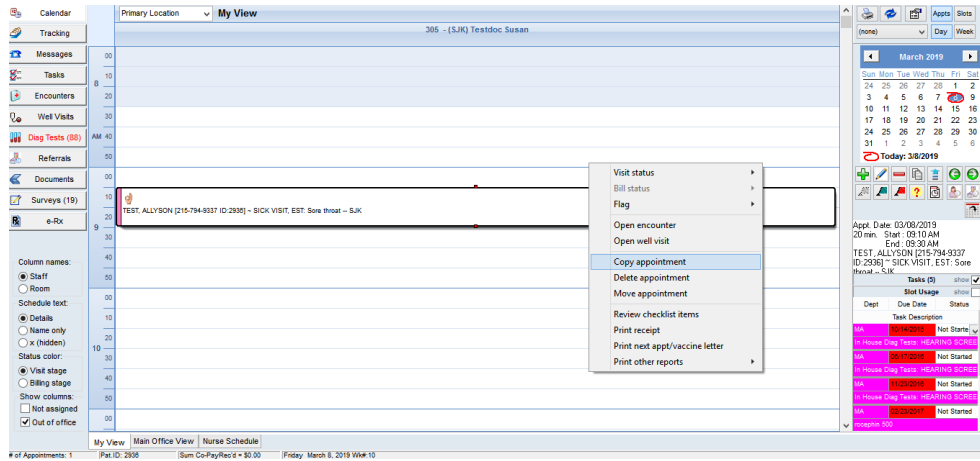 Calendar
Tracking
Messages
Tasks
Encounters
Well Visits
Diag Tests (88)
Referrals
Documents
Surveys (19)
e-Rx
Column names:
Staff
Room
Schedule text:
Details
Name only
x (hidden)
Status color:
Visit stage
Billing stage
Show columns:
Not assigned
Out of office
Primary Location
My View
305 - (SJK) Testdoc Susan
00
10
8
20
30
AM 40
50
00
10
20
9
30
40
50
00
10
20
10
30
40
50
00
TEST, ALLYSON [215-794-9337 ID:2936] ~ SICK VISIT, EST: Sore throat -- SJK
Visit status
Bill status
Flag
Open encounter
Open well visit
Copy appointment
Delete appointment
Move appointment
Review checklist items
Print receipt
Print next appt/vaccine letter
Print other reports
My View Main Office View Nurse Schedule
# of Appointments: 1 Pat.ID: 2936 Sum Co-PayRec'd = $0.00 Friday March 8, 2019 Wk#:10
Appts Slots
(none) Day Week
March 2019
Sun Mon Tue Wed Thu Fri Sat
24 25 26 27 28 1 2
3 4 5 6 7 9
10 11 12 13 14 15 16
17 18 19 20 21 22 23
24 25 26 27 28 29 30
31 1 2 3 4 5 6
Today: 3/8/2019
Appt. Date: 03/08/2019
20 min. Start : 09:10 AM
End : 09:30 AM
TEST, ALLYSON [215-794-9337
ID:2936] ~ SICK VISIT, EST: Sore
throat -- SJK
Tasks (5) show
Slot Usage show
Dept Due Date Status
Task Description
MA 10/14/2015 Not Starte
In House Diag Tests: HEARING SCREE
MA 06/17/2016 Not Started
In House Diag Tests: HEARING SCREE
MA 11/23/2016 Not Started
In House Diag Tests: HEARING SCREE
MA 02/23/2017 Not Started
rocephin 500